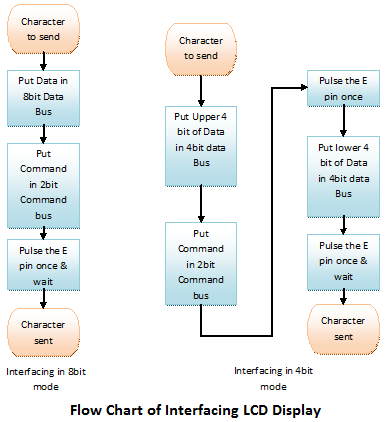 Character
to send
Put Data in
8bit Data
Bus
Put
Command
in 2bit
Command
bus
Pulse the E
pin once &
wait
Character
sent
Interfacing in 8bit
mode
Character
to send
Put Upper 4
bit of Data
in 4bit data
Bus
Put
Command
in 2bit
Command
bus
Pulse the E
pin once
Put lower 4
bit of Data
in 4bit data
Bus
Pulse the E
pin once &
wait
Character
sent
Interfacing in 4bit
mode
Flow Chart of Interfacing LCD Display